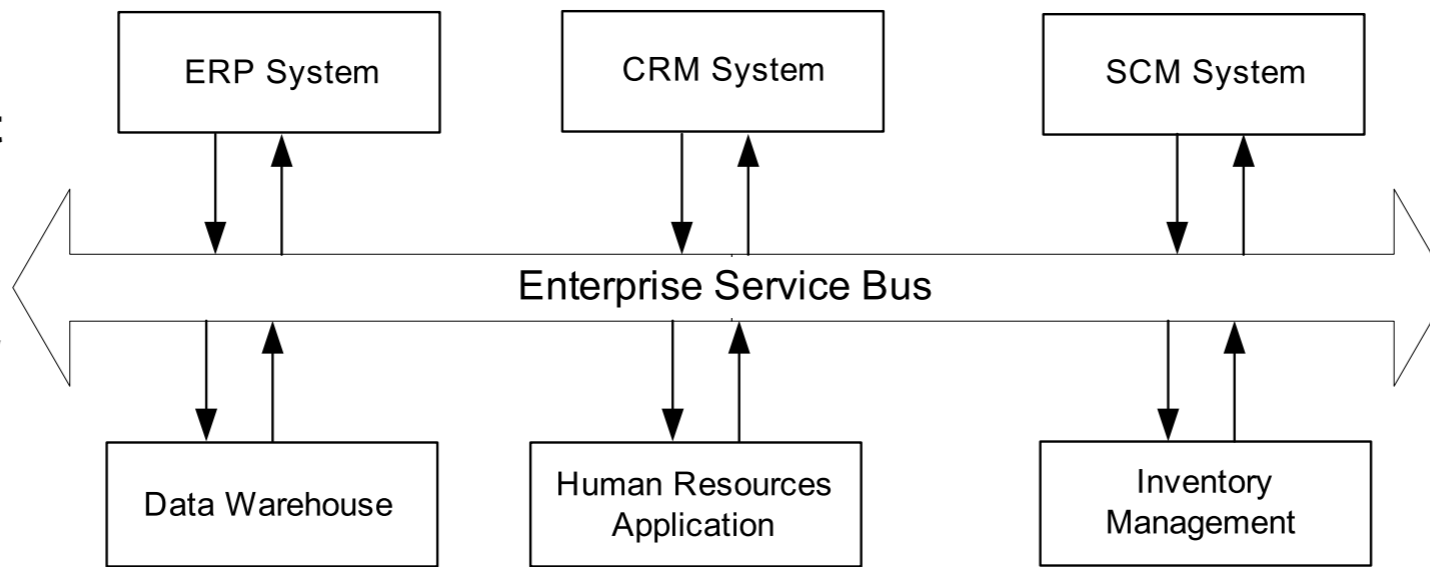 ERP System
CRM System
SCM System
Enterprise Service Bus
Data Warehouse
Human Resources
Application
Inventory
Management